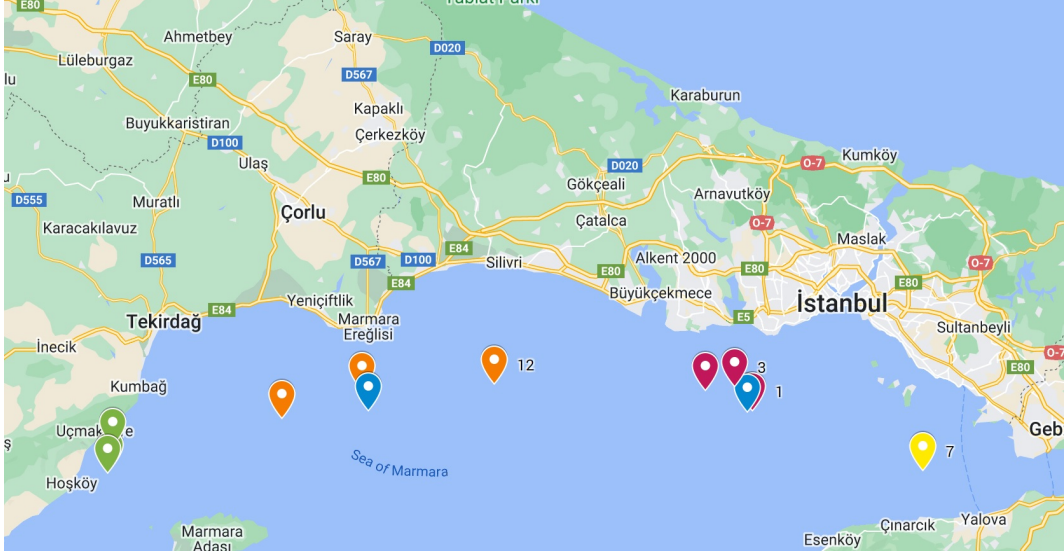 E80
Ahmetbey
Saray
D020
Lüleburgaz
D567
E80
Karaburun
Kapaklı
Buyukkaristiran
D100
Çerkezköy
Kumköy
Ulaş
D020
O-7
E80
Gökçeali
Arnavutköy
D555
Muratlı
Çorlu
Çatalca
O-7
Karacakılavuz
Maslak
E84
D565
D567
D100
Silivri
Alkent 2000
E80
O-7
E80
E84
E80
Büyükçekmece
İstanbul
Yeniçiftlik
E84
Tekirdağ
Marmara
Ereğlisi
E5
Sultanbeyli
İnecik
O-7
12
3
E80
Kumbağ
1
Geb
7
Hoşköy
Sea of Marmara
Marmara
Adası
Çınarcık
Yalova
Esenköy